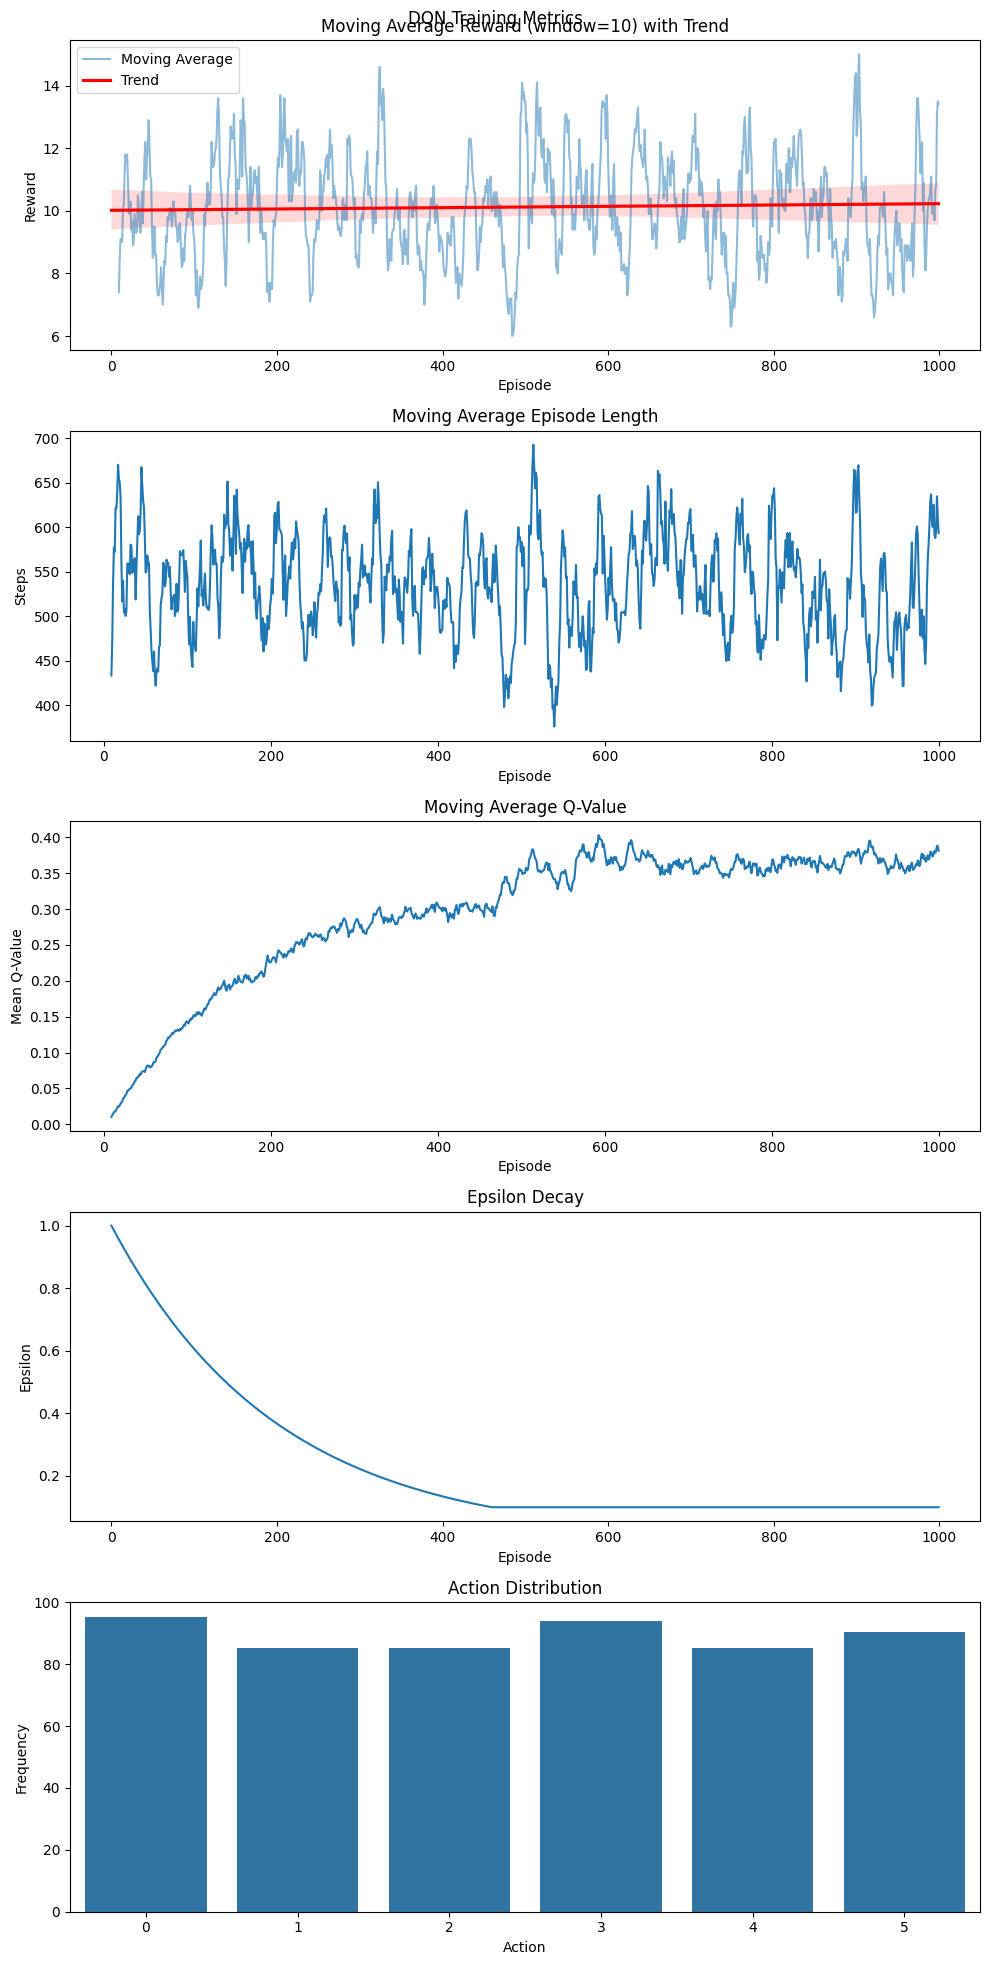 DQN Training Metrics
Moving Average Reward (window=10) with Trend
Moving Average
Trend
14
12
10
8
6
Reward
0 200 400 600 800 1000
Episode
Moving Average Episode Length
700
650
600
550
500
450
400
Steps
0 200 400 600 800 1000
Episode
Moving Average Q-Value
0.40
0.35
0.30
0.25
0.20
0.15
0.10
0.05
0.00
Mean Q-Value
0 200 400 600 800 1000
Episode
Epsilon Decay
1.0
0.8
0.6
0.4
0.2
Epsilon
0 200 400 600 800 1000
Episode
Action Distribution
100
80
60
40
20
0
Frequency
0 1 2 3 4 5
Action